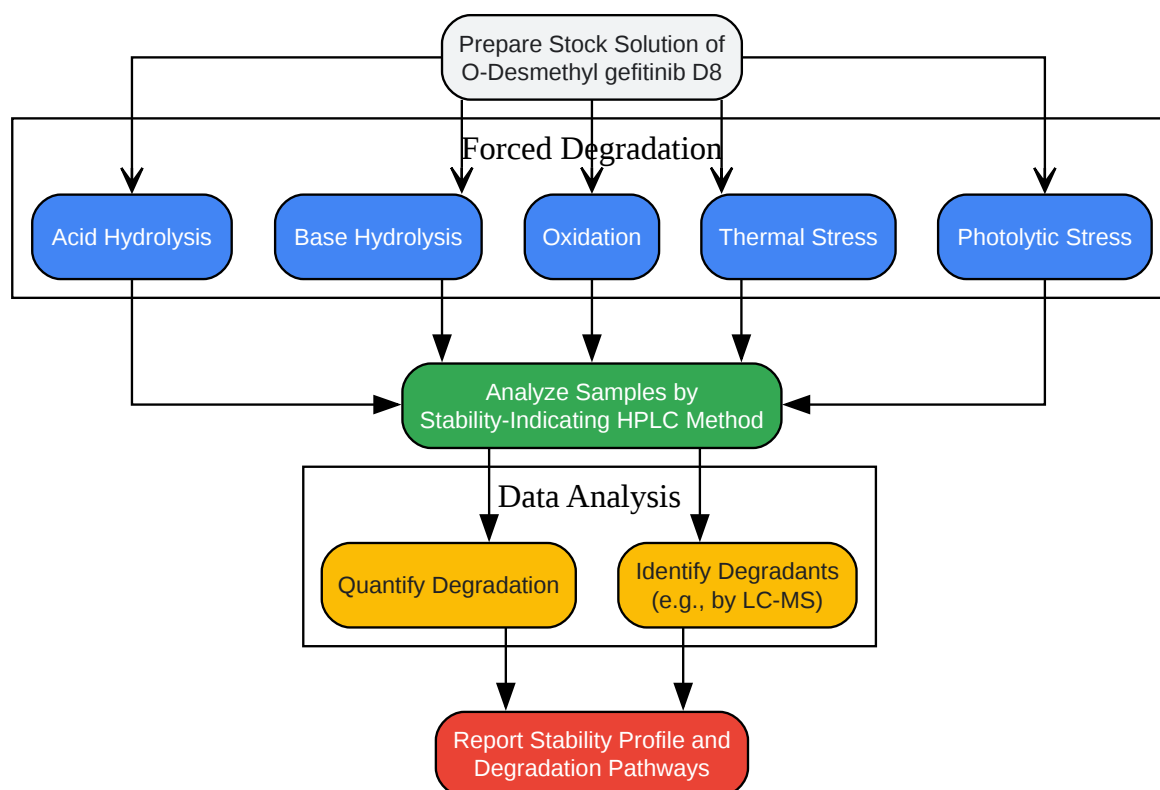 Prepare Stock Solution of
O-Desmethyl gefitinib D8
Forced Degradation
Acid Hydrolysis
Base Hydrolysis
Oxidation
Thermal Stress
Photolytic Stress
Analyze Samples by
Stability-Indicating HPLC Method
Data Analysis
Quantify Degradation
Identify Degradants
(e.g., by LC-MS)
Report Stability Profile and
Degradation Pathways